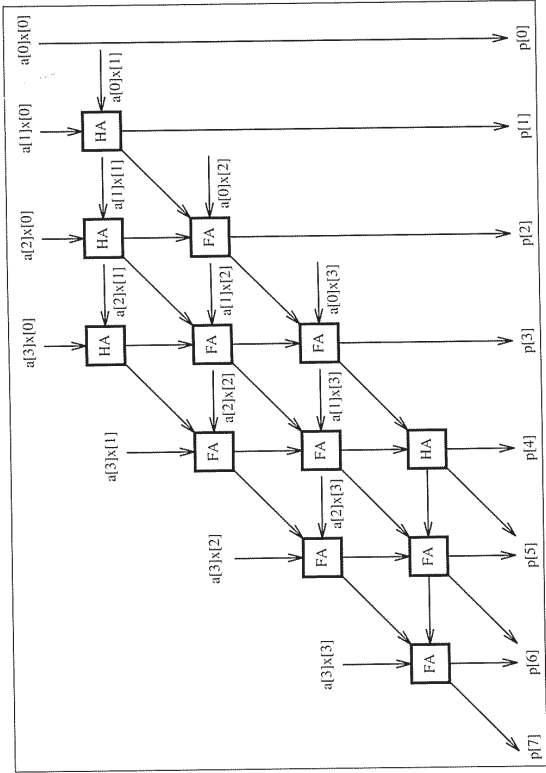 a[0]x[0]
p[0]
a[0]x[1]
a[1]x[0]
HA
p[1]
a[1]x[1]
a[0]x[2]
a[2]x[0]
HA
FA
p[2]
a[2]x[1]
a[1]x[2]
a[0]x[3]
a[3]x[0]
HA
FA
FA
p[3]
a[2]x[2]
a[1]x[3]
a[3]x[1]
FA
FA
HA
p[4]
a[2]x[3]
a[3]x[2]
FA
FA
p[5]
a[3]x[3]
FA
p[6]
p[7]